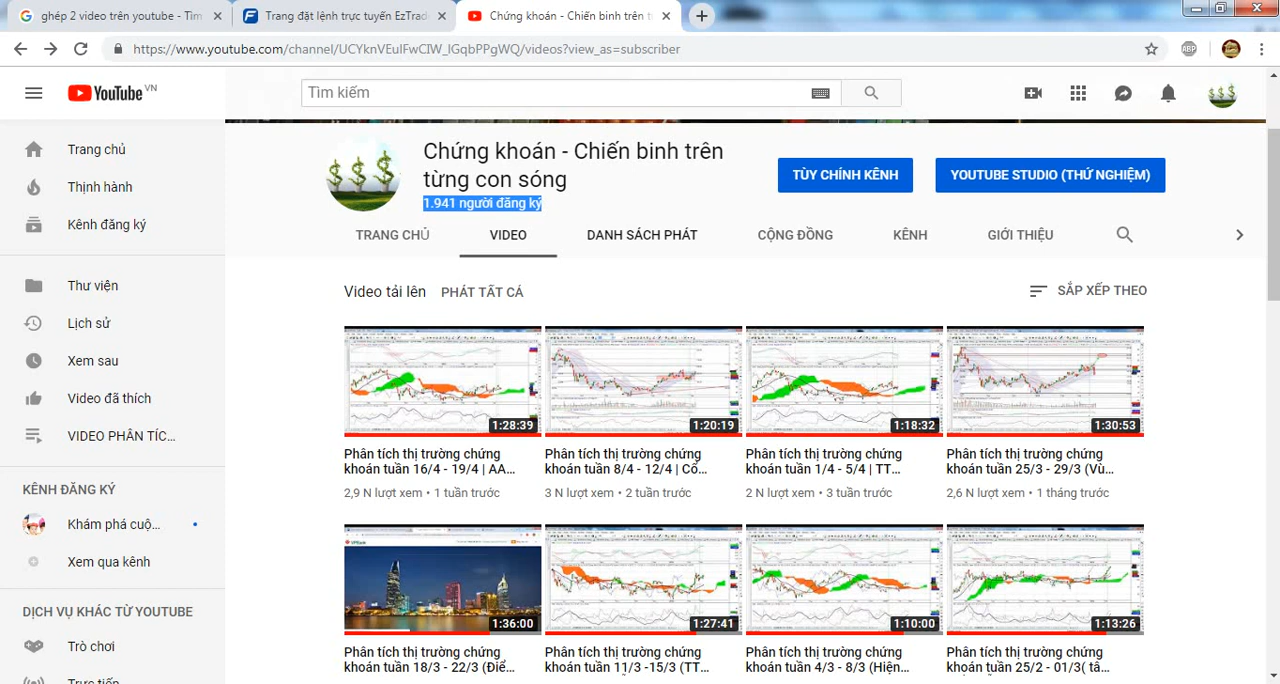 ghép 2 video trên youtube - Tìm
Trang đặt lệnh trực tuyến EzTrade
Chứng khoán - Chiến binh trên t
https://www.youtube.com/channel/UCYknVEulFwCIW_lGqbPPgWQ/videos?view_as=subscriber
ABP
YouTube VN
Tìm kiếm
Trang chủ
Thịnh hành
Kênh đăng ký
Thư viện
Lịch sử
Xem sau
Video đã thích
VIDEO PHÂN TÍC...
KÊNH ĐĂNG KÝ
Khám phá cuộ...
Xem qua kênh
DỊCH VỤ KHÁC TỪ YOUTUBE
Trò chơi
Trực tiếp
Chứng khoán - Chiến binh trên
từng con sóng
1.941 người đăng ký
TÙY CHỈNH KÊNH
YOUTUBE STUDIO (THỬ NGHIỆM)
TRANG CHỦ
VIDEO
DANH SÁCH PHÁT
CỘNG ĐỒNG
KÊNH
GIỚI THIỆU
Video tải lên
PHÁT TẤT CẢ
SẮP XẾP THEO
1:28:39
Phân tích thị trường chứng
khoán tuần 16/4 - 19/4 | AA...
2,9 N lượt xem • 1 tuần trước
1:20:19
Phân tích thị trường chứng
khoán tuần 8/4 - 12/4 | Cổ...
3 N lượt xem • 2 tuần trước
1:18:32
Phân tích thị trường chứng
khoán tuần 1/4 - 5/4 | TT...
2 N lượt xem • 3 tuần trước
1:30:53
Phân tích thị trường chứng
khoán tuần 25/3 - 29/3 (Vù...
2,6 N lượt xem • 1 tháng trước
1:36:00
Phân tích thị trường chứng
khoán tuần 18/3 - 22/3 (Điể...
1:27:41
Phân tích thị trường chứng
khoán tuần 11/3 -15/3 (TT...
1:10:00
Phân tích thị trường chứng
khoán tuần 4/3 - 8/3 (Hiện...
1:13:26
Phân tích thị trường chứng
khoán tuần 25/2 - 01/3( tâ...